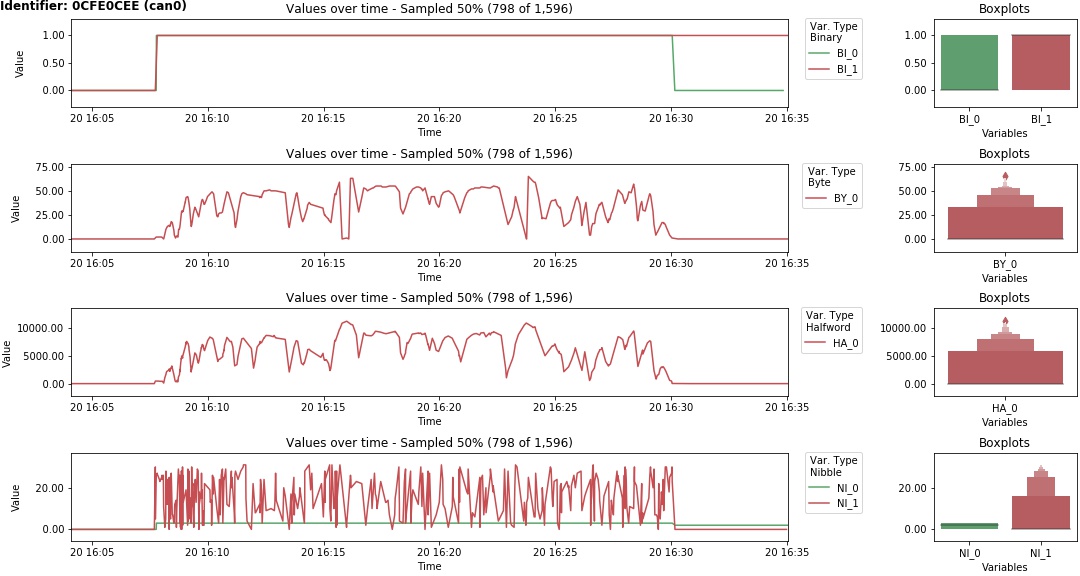 Identifier: 0CFE0CEE (can0)
Values over time - Sampled 50% (798 of 1,596)
Boxplots
Value
1.00
0.50
0.00
20 16:05
20 16:10
20 16:15
20 16:20
20 16:25
20 16:30
20 16:35
Time
Var. Type
Binary
BI_0
BI_1
1.00
0.50
0.00
BI_0
BI_1
Variables
Values over time - Sampled 50% (798 of 1,596)
Boxplots
Value
75.00
50.00
25.00
0.00
20 16:05
20 16:10
20 16:15
20 16:20
20 16:25
20 16:30
20 16:35
Time
Var. Type
Byte
BY_0
75.00
50.00
25.00
0.00
BY_0
Variables
Values over time - Sampled 50% (798 of 1,596)
Boxplots
Value
10000.00
5000.00
0.00
20 16:05
20 16:10
20 16:15
20 16:20
20 16:25
20 16:30
20 16:35
Time
Var. Type
Halfword
HA_0
10000.00
5000.00
0.00
HA_0
Variables
Values over time - Sampled 50% (798 of 1,596)
Boxplots
Value
20.00
0.00
20 16:05
20 16:10
20 16:15
20 16:20
20 16:25
20 16:30
20 16:35
Time
Var. Type
Nibble
NI_0
NI_1
20.00
0.00
NI_0
NI_1
Variables